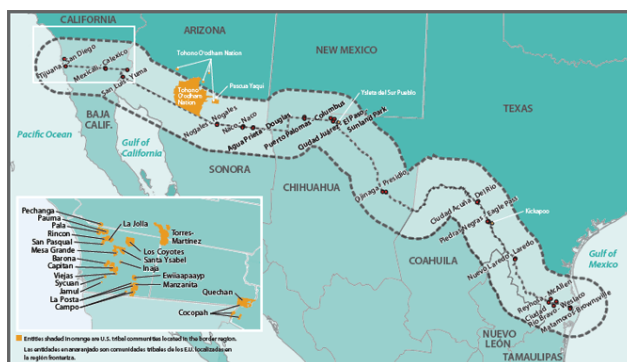 CALIFORNIA
ARIZONA
NEW MEXICO
TEXAS
Tohono O'odham Nation
Pascua Yaqui
Tohono
O'odham
Nation
Ysleta del Sur Pueblo
Tijuana
San Diego
Mexicali
Calexico
San Luis
Yuma
BAJA
CALIF.
Pacific Ocean
Gulf of
California
Nogales
Nogales
Naco
Naco
Agua Prieta
Douglas
Puerto Palomas
Columbus
Ciudad Juárez
El Paso
Sunland Park
SONORA
CHIHUAHUA
Ojinaga
Presidio
Ciudad Acuña
Del Rio
Piedras Negras
Eagle Pass
Kickapoo
COAHUILA
Nuevo Laredo
Laredo
Gulf of
Mexico
Reynosa
McAllen
Ciudad
Rio Bravo
Weslaco
Matamoros
Brownsville
NUEVO
LEÓN
TAMAULIPAS
Pechanga
Pauma
Pala
Rincon
San Pasqual
Mesa Grande
Barona
Capitan
Viejas
Sycuan
Jamul
La Posta
Campo
La Jolla
Torres-
Martinez
Los Coyotes
Santa Ysabel
Inaja
Ewiiaapaayp
Manzanita
Quechan
Cocopah
Entities shaded in orange are U.S. tribal communities located in the border region.
Las entidades en anaranjado son comunidades tribales de los E.U. localizadas en
la región fronteriza.